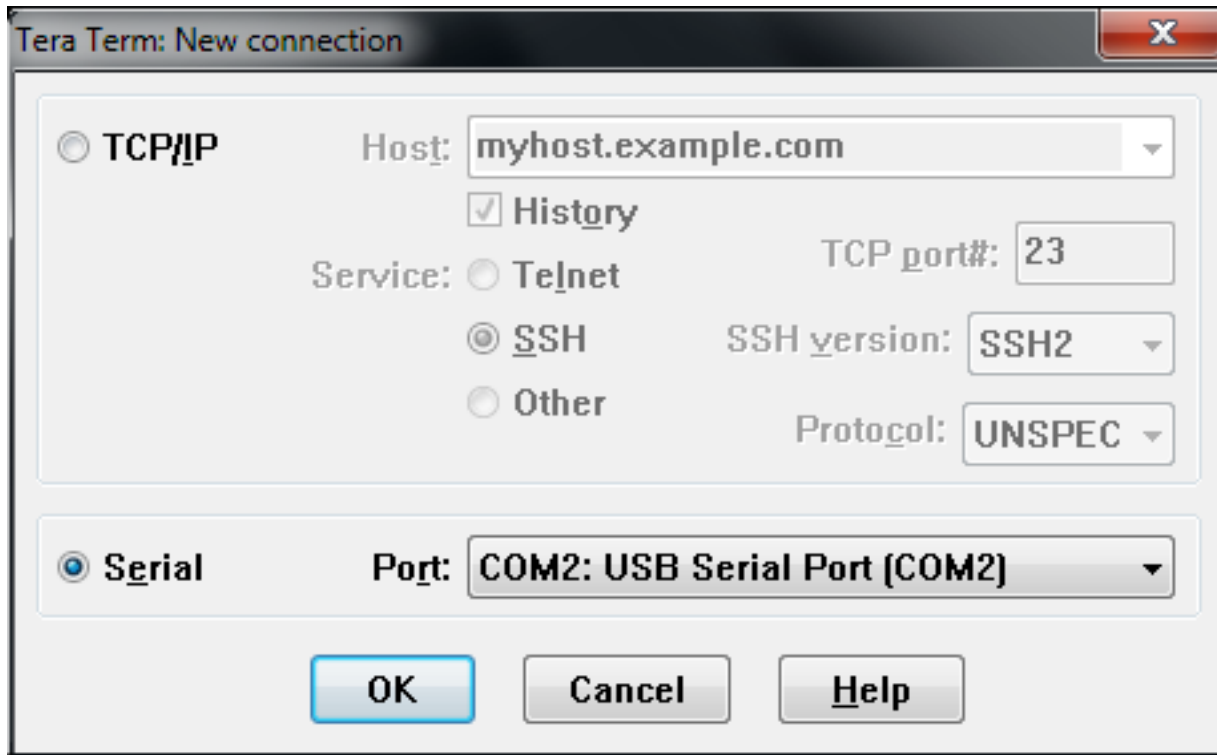 Tera Term: New connection
TCP/IP Host: myhost.example.com
History
TCP port#: 23
Service: Telnet
SSH SSH version: SSH2
Other
Protocol: UNSPEC
Serial Port: COM2: USB Serial Port (COM2)
OK Cancel Help